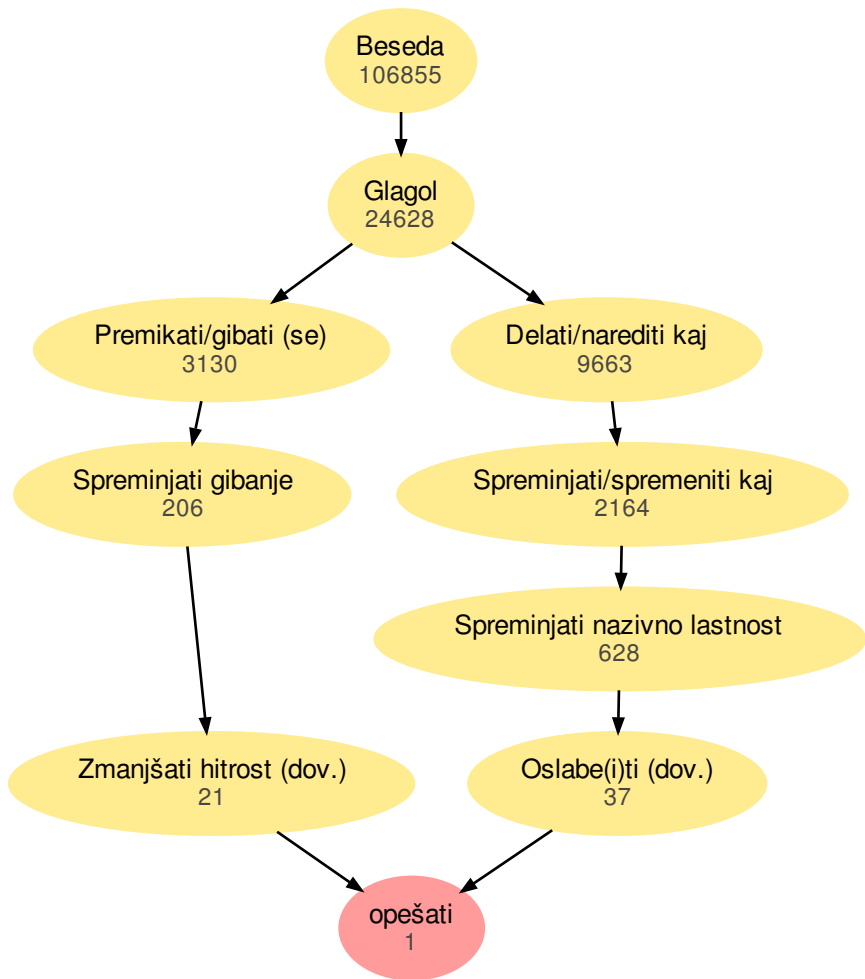 Beseda
106855
Glagol
24628
Premikati/gibati (se)
3130
Delati/narediti kaj
9663
Spreminjati gibanje
206
Spreminjati/spremeniti kaj
2164
Spreminjati nazivno lastnost
628
Zmanjšati hitrost (dov.)
21
Oslabe(i)ti (dov.)
37
opešati
1